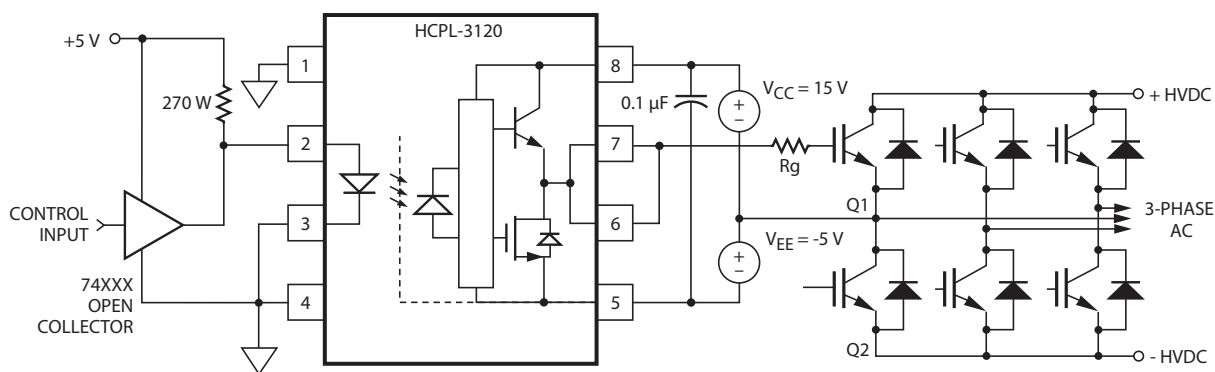 HCPL-3120
+5 V
1
8
270 W
0.1 µF
VCC = 15 V
+
−
+ HVDC
2
7
Rg
CONTROL
INPUT
3
6
Q1
3-PHASE
AC
VEE = -5 V
+
−
74XXX
OPEN
COLLECTOR
4
5
Q2
- HVDC